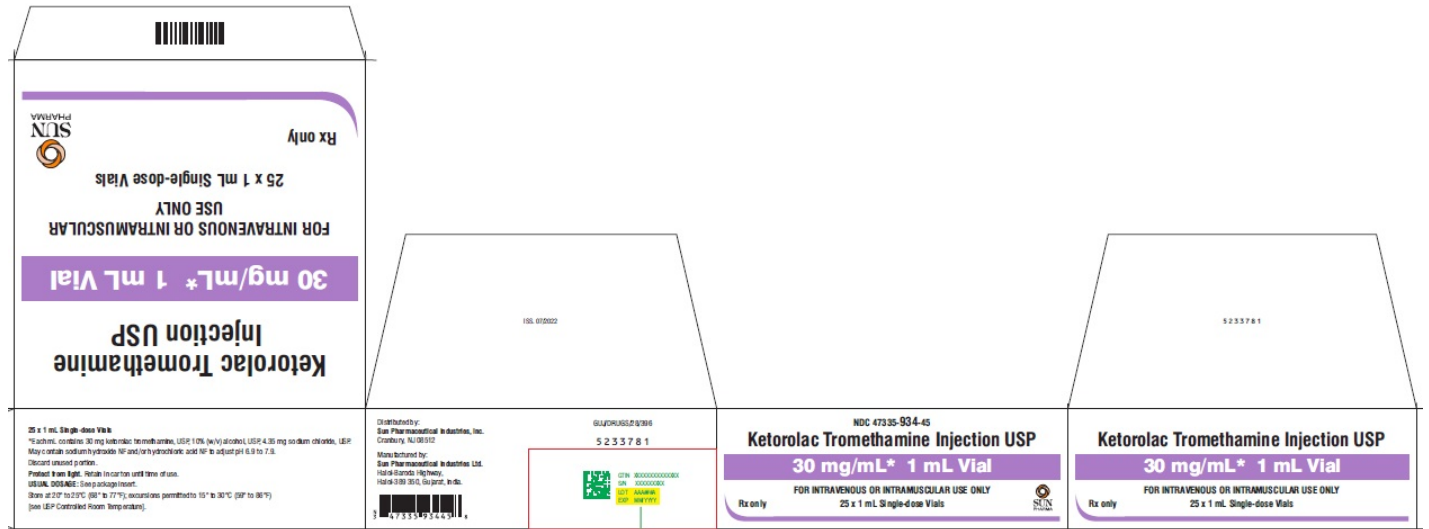 Ketorolac Tromethamine
Injection USP
30 mg/mL* 1 mL Vial
FOR INTRAVENOUS OR INTRAMUSCULAR
USE ONLY
25 x 1 mL Single-dose Vials
Rx only
SUN
PHARMA
ISS. 07/2022
5233781
25 x 1 mL Single-dose Vials
*Each mL contains 30 mg ketorolac tromethamine, USP, 10% (w/v) alcohol, USP, 4.35 mg sodium chloride, USP.
May contain sodium hydroxide NF and/or hydrochloric acid NF to adjust pH 6.9 to 7.9.
Discard unused portion.
Protect from light. Retain in carton until time of use.
USUAL DOSAGE: See package insert.
Store at 20° to 25°C (68° to 77°F); excursions permitted to 15° to 30°C (59° to 86°F)
[see USP Controlled Room Temperature].
Distributed by:
Sun Pharmaceutical Industries, Inc.
Cranbury, NJ 08512
Manufactured by:
Sun Pharmaceutical Industries Ltd.
Halol-Baroda Highway,
Halol-389 350, Gujarat, India.
47335 93445
GUJ/DRUGS/28/396
5233781
GTIN XXXXXXXXXXXXXX
S/N
LOT AAA####A
EXP MM/YYYY
NDC 47335-934-45
Ketorolac Tromethamine Injection USP
30 mg/mL* 1 mL Vial
FOR INTRAVENOUS OR INTRAMUSCULAR USE ONLY
Rx only 25 x 1 mL Single-dose Vials
SUN
PHARMA
Ketorolac Tromethamine Injection USP
30 mg/mL* 1 mL Vial
FOR INTRAVENOUS OR INTRAMUSCULAR USE ONLY
Rx only 25 x 1 mL Single-dose Vials